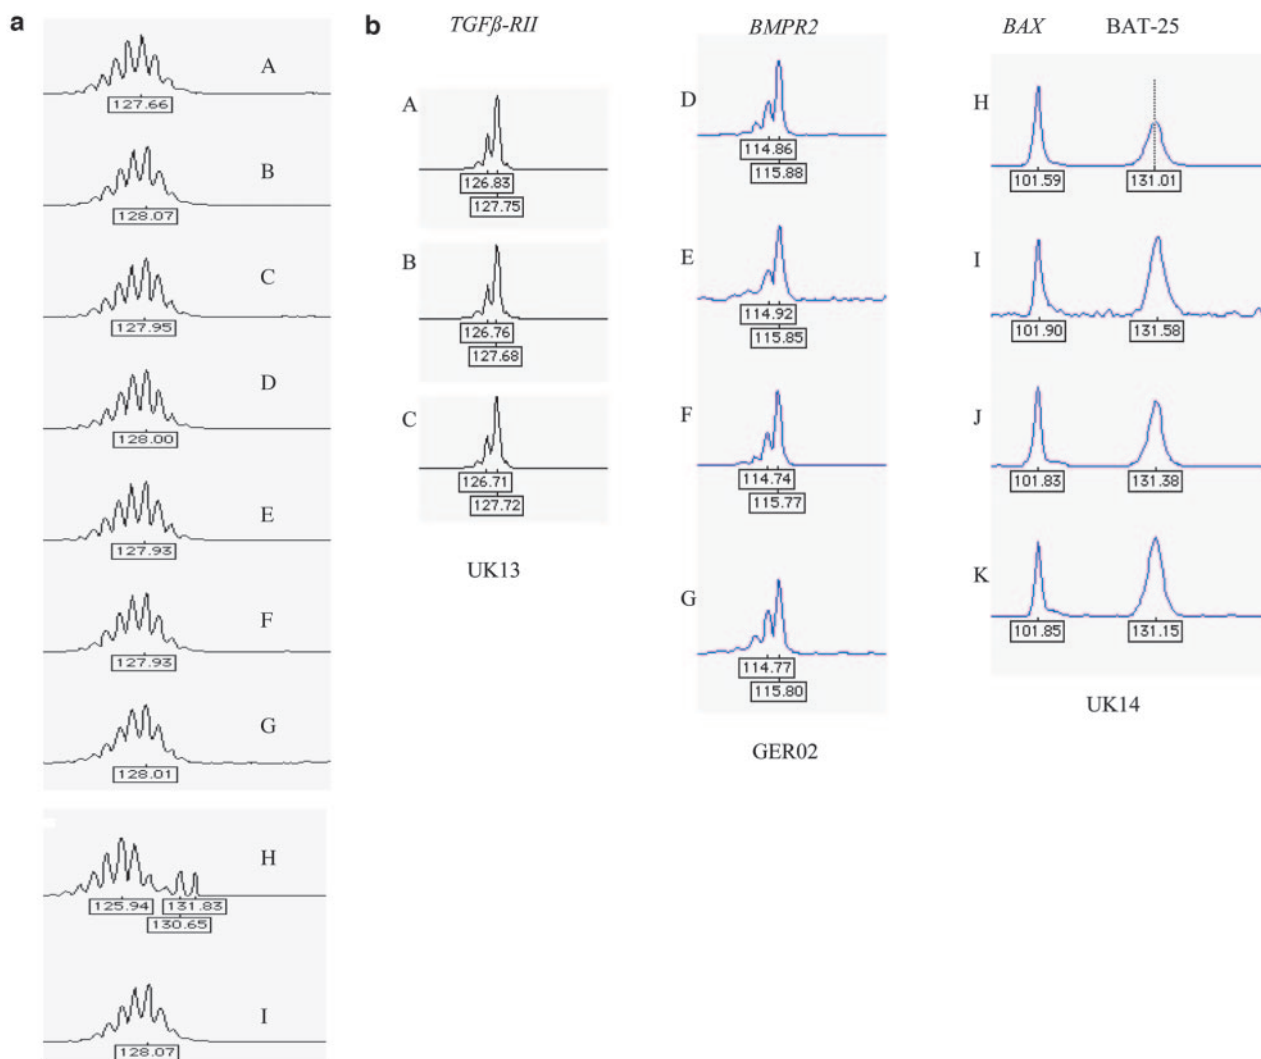 a
A
127.66
B
128.07
C
127.95
D
128.00
E
127.93
F
127.93
G
128.01
H
125.94 131.83
130.65
I
128.07
b
TGFβ-RII
A
126.83
127.75
B
126.76
127.68
C
126.71
127.72
UK13
BMPR2
D
114.86
115.88
E
114.92
115.85
F
114.74
115.77
G
114.77
115.80
GER02
BAX BAT-25
H
101.59 131.01
I
101.90 131.58
J
101.83 131.38
K
101.85 131.15
UK14